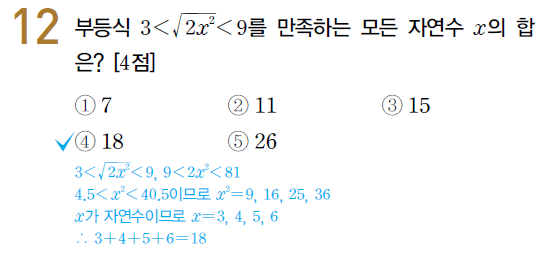 12 부등식 3<√2x²<9를 만족하는 모든 자연수 x의 합
은? [4점]
① 7 ② 11 ③ 15
✓④ 18 ⑤ 26
3<√2x²<9, 9<2x²<81
4.5<x²<40.5이므로 x²=9, 16, 25, 36
x가 자연수이므로 x=3, 4, 5, 6
∴ 3+4+5+6=18